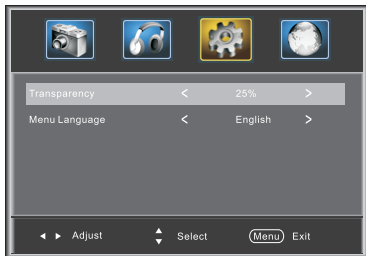 Transparency < 25% >
Menu Language < English >
Adjust Select Menu Exit